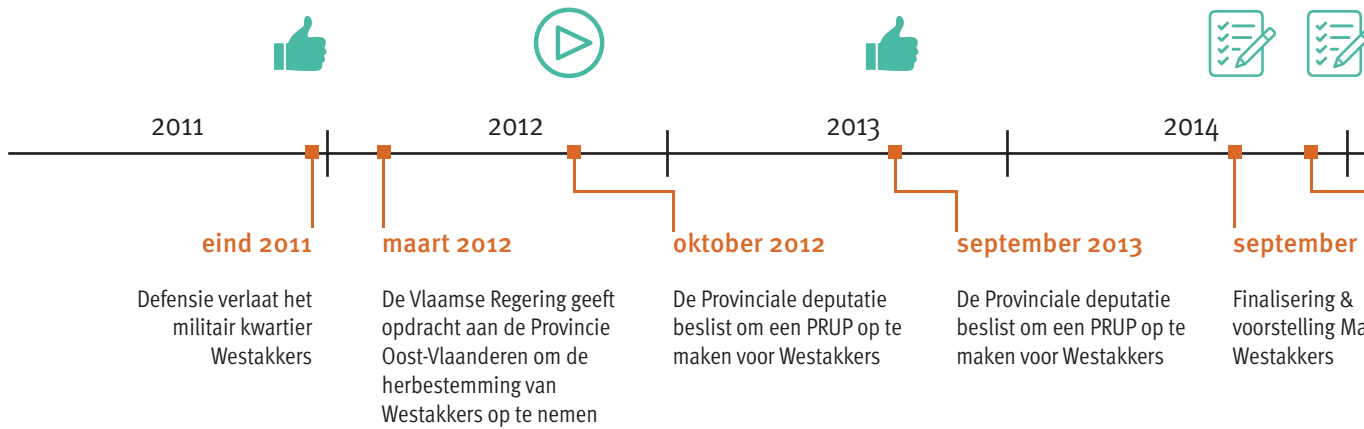 2011
2012
2013
2014
eind 2011
Defensie verlaat het
militair kwartier
Westakkers
maart 2012
De Vlaamse Regering geeft
opdracht aan de Provincie
Oost-Vlaanderen om de
herbestemming van
Westakkers op te nemen
oktober 2012
De Provinciale deputatie
beslist om een PRUP op te
maken voor Westakkers
september 2013
De Provinciale deputatie
beslist om een PRUP op te
maken voor Westakkers
september
Finalisering &
voorstelling Ma
Westakkers